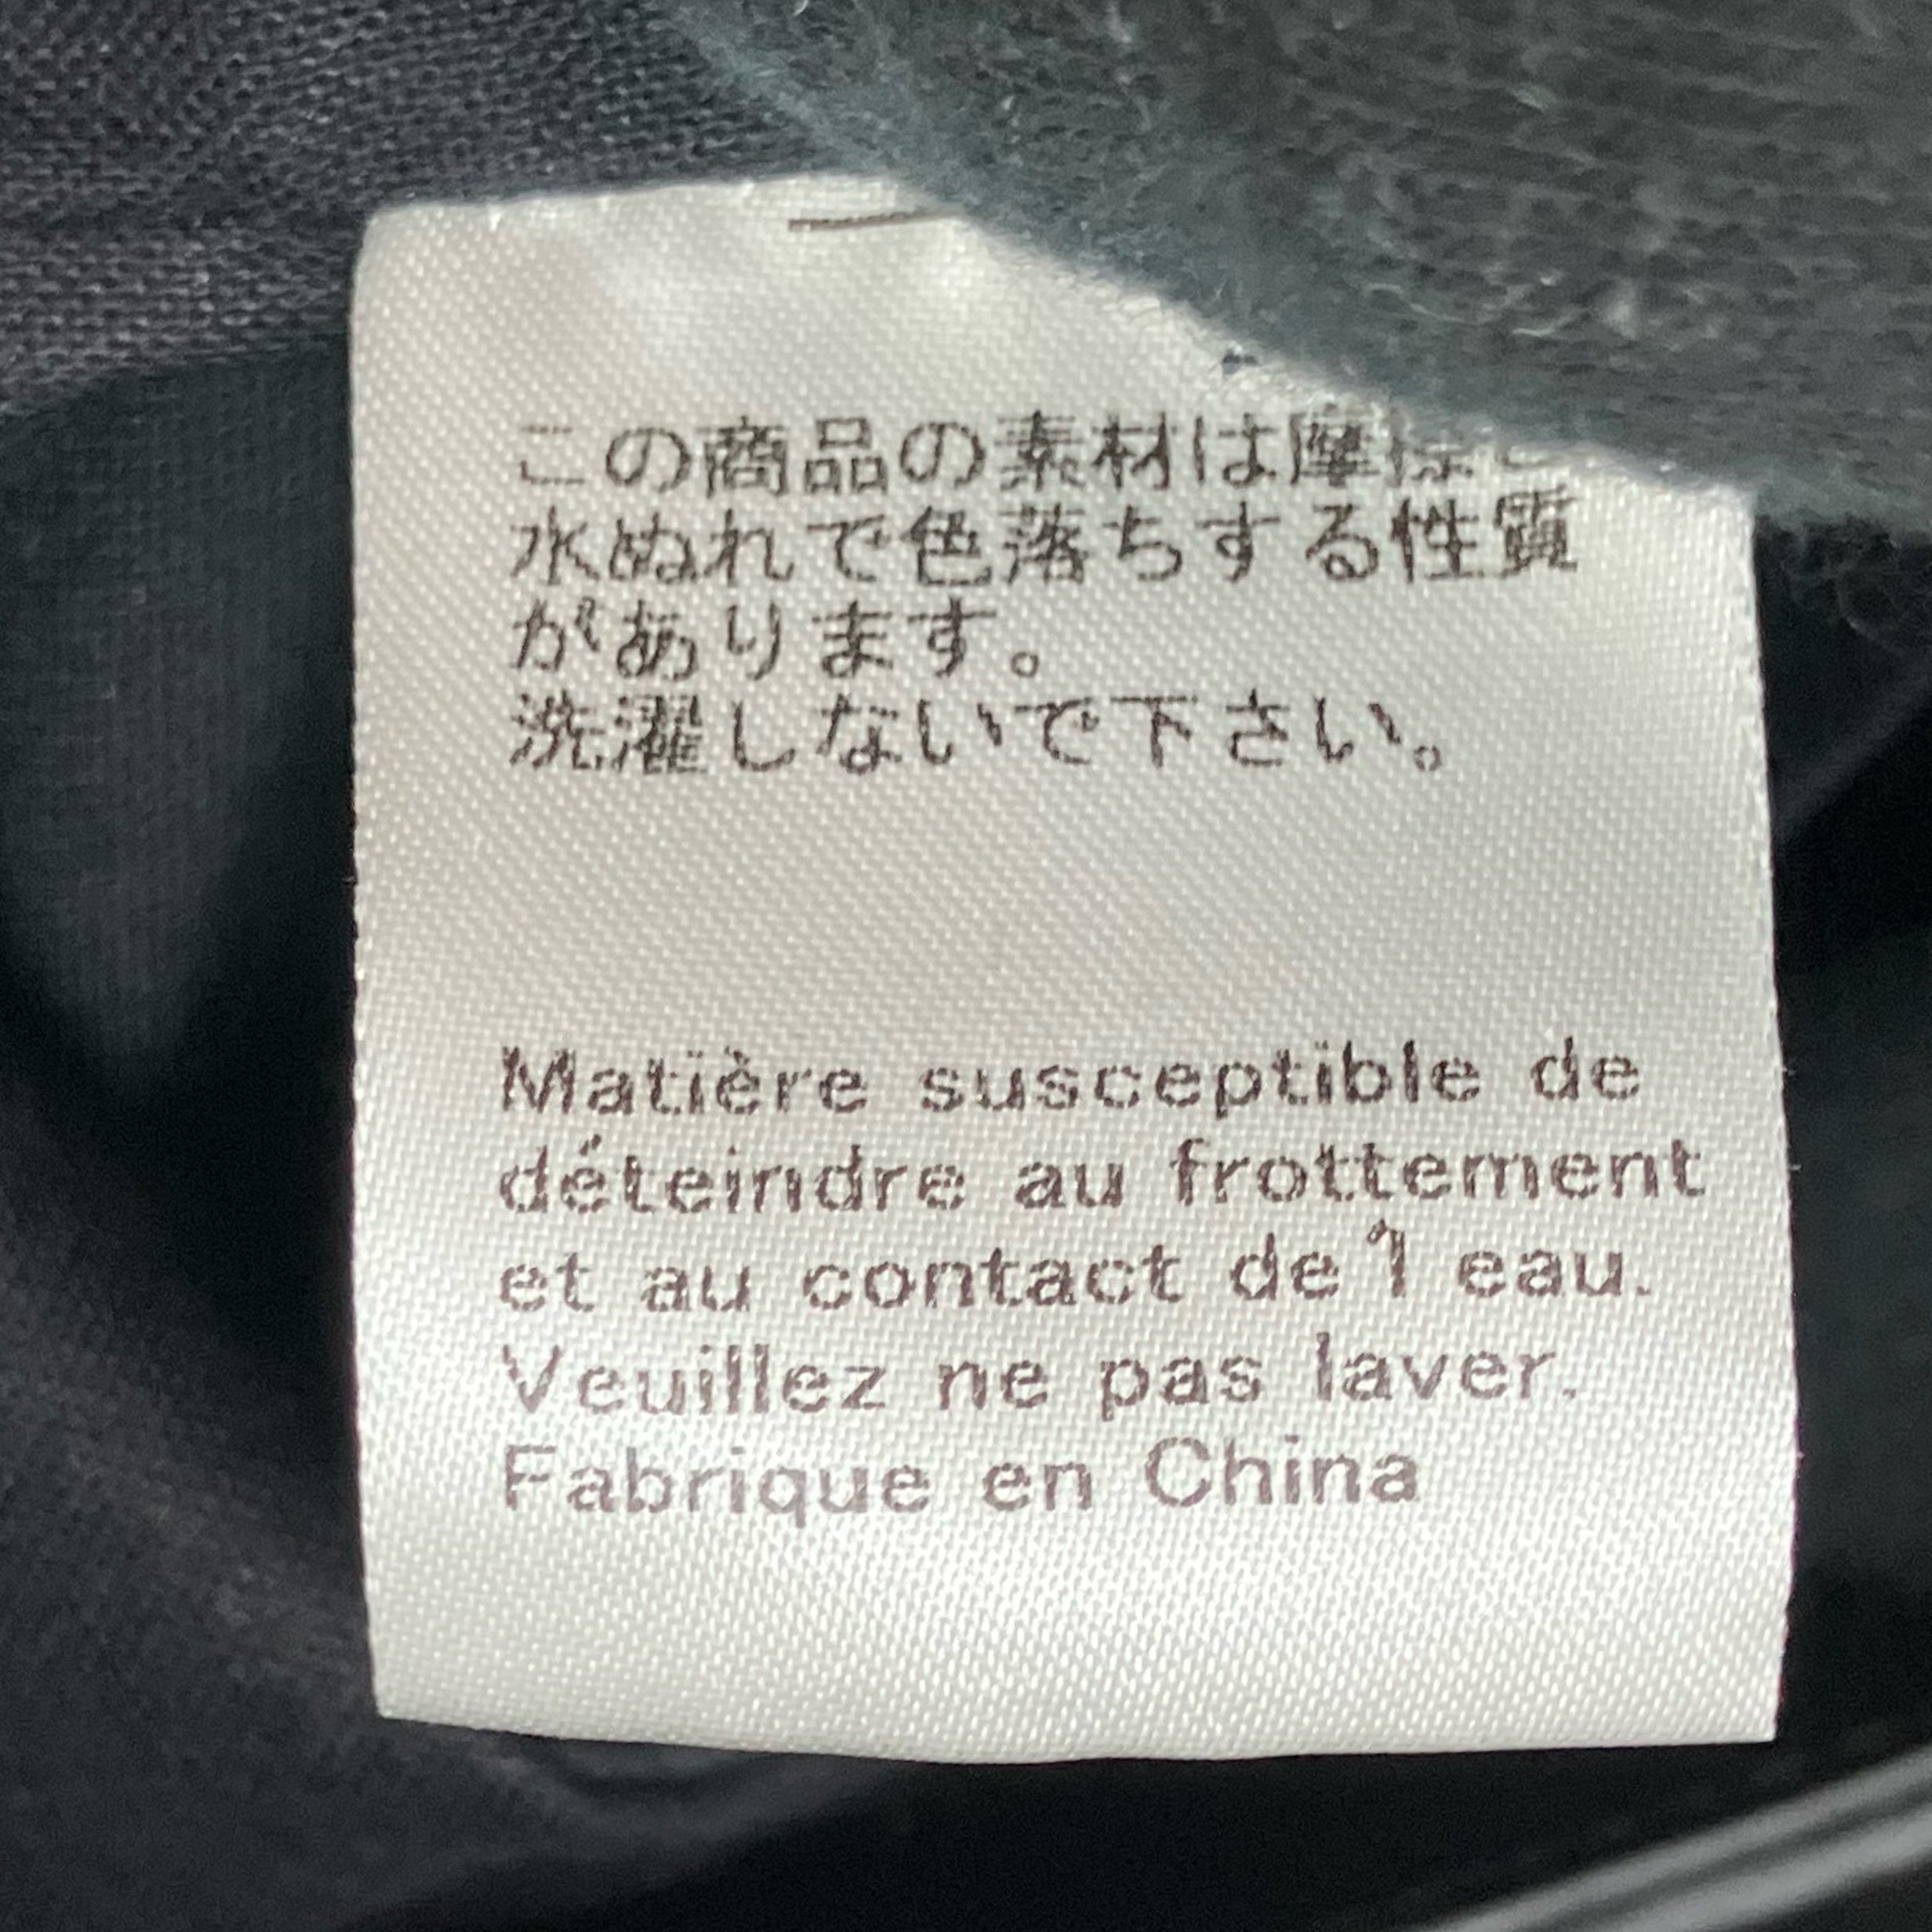 この商品の素材は摩擦と
水ぬれで色落ちする性質
があります。
洗濯しないで下さい。
Matière susceptible de
déteindre au frottement
et au contact de l'eau.
Veuillez ne pas laver.
Fabrique en China